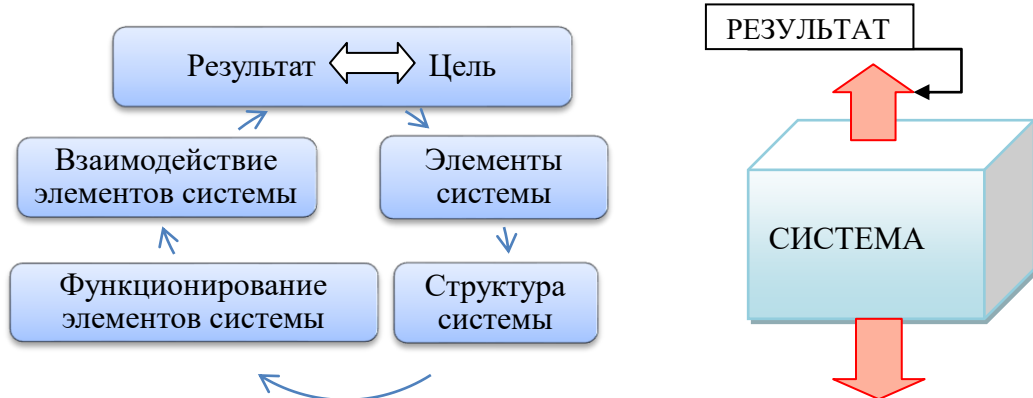 Результат Цель
Взаимодействие
элементов системы
Элементы
системы
Функционирование
элементов системы
Структура
системы
РЕЗУЛЬТАТ
СИСТЕМА